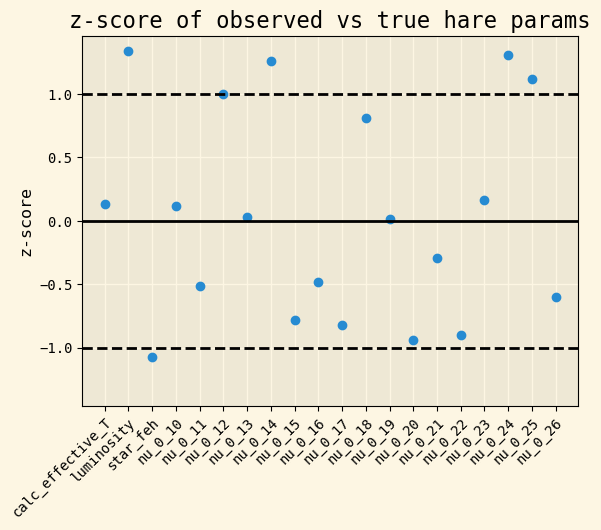 z-score of observed vs true hare params
z-score
1.0
0.5
0.0
−0.5
−1.0
calc_effective_T
luminosity
star_feh
nu_0_10
nu_0_11
nu_0_12
nu_0_13
nu_0_14
nu_0_15
nu_0_16
nu_0_17
nu_0_18
nu_0_19
nu_0_20
nu_0_21
nu_0_22
nu_0_23
nu_0_24
nu_0_25
nu_0_26